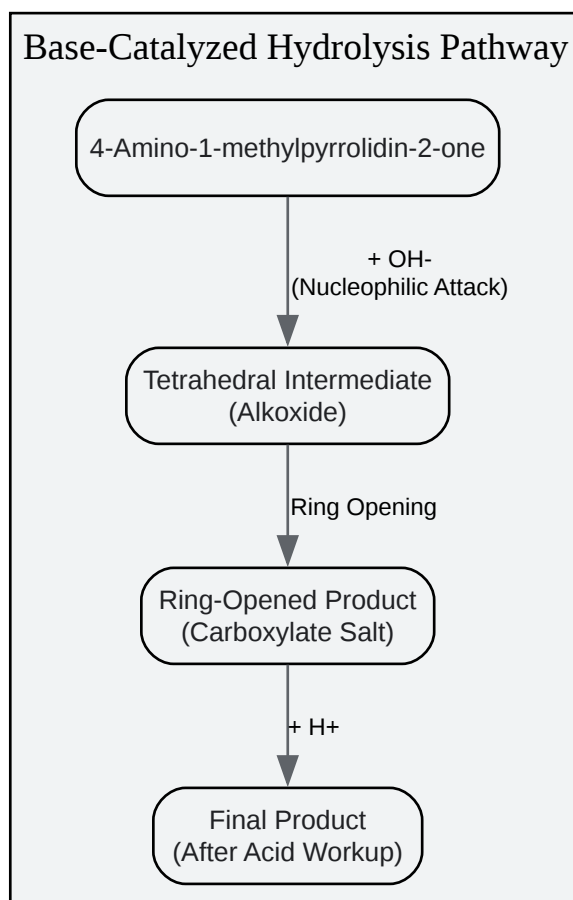 Base-Catalyzed Hydrolysis Pathway
4-Amino-1-methylpyrrolidin-2-one
+ OH-
(Nucleophilic Attack)
Tetrahedral Intermediate
(Alkoxide)
Ring Opening
Ring-Opened Product
(Carboxylate Salt)
+ H+
Final Product
(After Acid Workup)